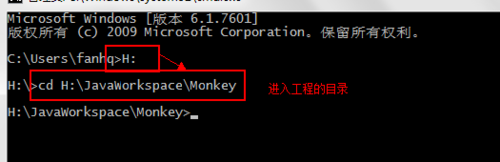 Microsoft Windows [版本 6.1.7601]
版权所有 (c) 2009 Microsoft Corporation。保留所有权利。
C:\Users\fanhq>H:
H:\>cd H:\JavaWorkspace\Monkey
进入工程的目录
H:\JavaWorkspace\Monkey>_